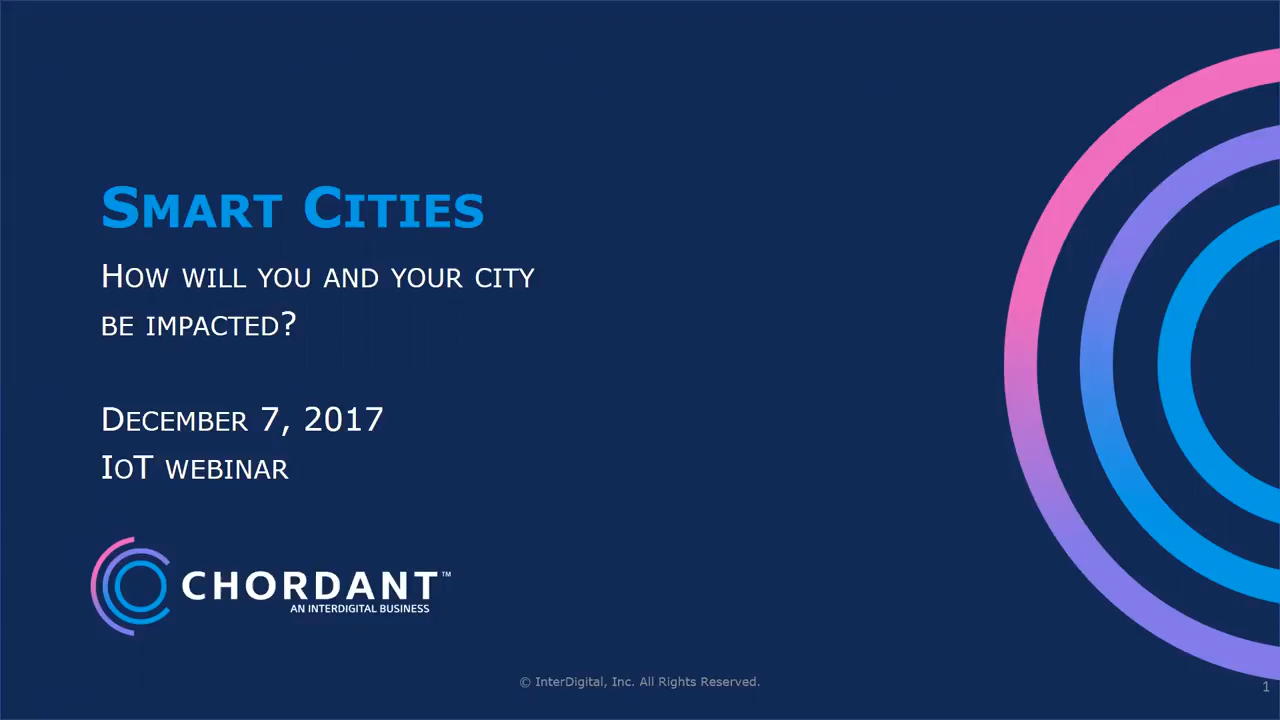 Smart Cities
How will you and your city
be impacted?
December 7, 2017
IoT webinar
CHORDANT™
AN INTERDIGITAL BUSINESS
© InterDigital, Inc. All Rights Reserved.
1